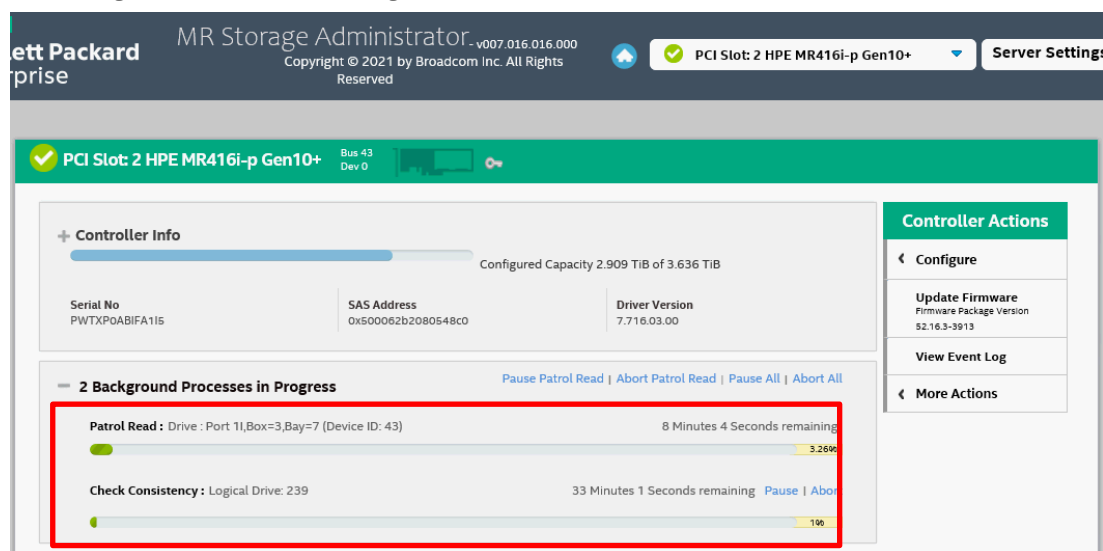 ett Packard
rprise
MR Storage Administrator v007.016.016.000
Copyright © 2021 by Broadcom Inc. All Rights
Reserved
PCI Slot: 2 HPE MR416i-p Gen10+
Server Settings
PCI Slot: 2 HPE MR416i-p Gen10+
Bus 43
Dev 0
+ Controller Info
Configured Capacity 2.909 TiB of 3.636 TiB
Serial No
PWTXP0ABIFA1I5
SAS Address
0x500062b2080548c0
Driver Version
7.716.03.00
Controller Actions
Configure
Update Firmware
Firmware Package Version
52.16.3-3913
View Event Log
More Actions
2 Background Processes in Progress
Pause Patrol Read | Abort Patrol Read | Pause All | Abort All
Patrol Read : Drive : Port 1I,Box=3,Bay=7 (Device ID: 43)
8 Minutes 4 Seconds remaining
3.26%
Check Consistency : Logical Drive: 239
33 Minutes 1 Seconds remaining Pause | Abor
1%